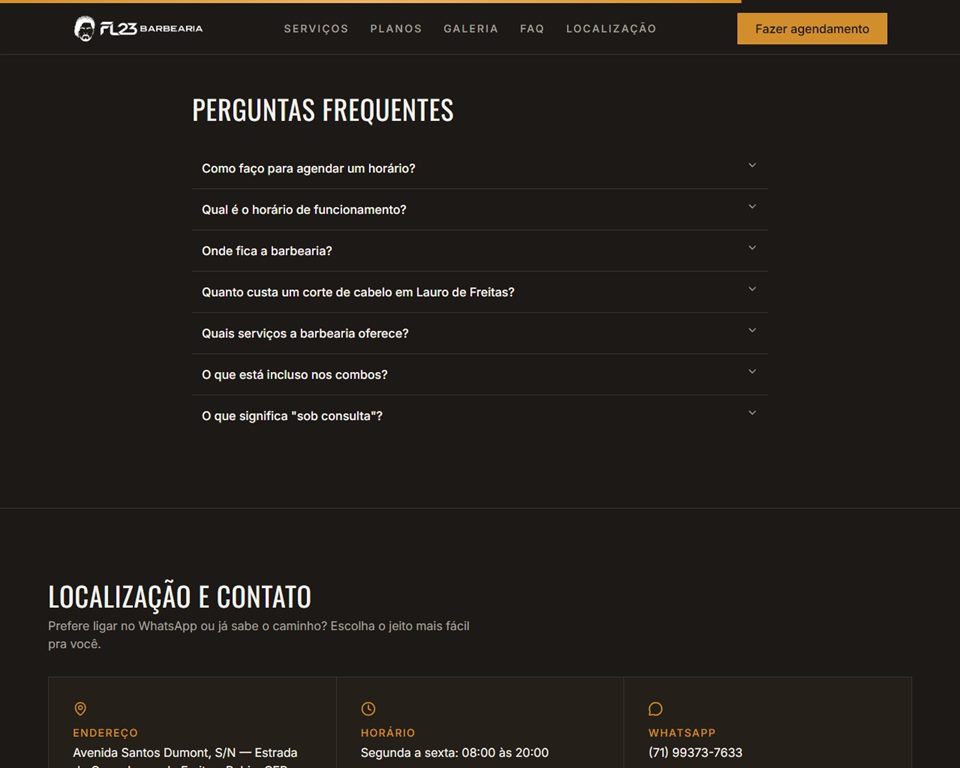 FL23 BARBEARIA
SERVIÇOS
PLANOS
GALERIA
FAQ
LOCALIZAÇÃO
Fazer agendamento
PERGUNTAS FREQUENTES
Como faço para agendar um horário?
Qual é o horário de funcionamento?
Onde fica a barbearia?
Quanto custa um corte de cabelo em Lauro de Freitas?
Quais serviços a barbearia oferece?
O que está incluso nos combos?
O que significa "sob consulta"?
LOCALIZAÇÃO E CONTATO
Prefere ligar no WhatsApp ou já sabe o caminho? Escolha o jeito mais fácil
pra você.
ENDEREÇO
Avenida Santos Dumont, S/N — Estrada
HORÁRIO
Segunda a sexta: 08:00 às 20:00
WHATSAPP
(71) 99373-7633